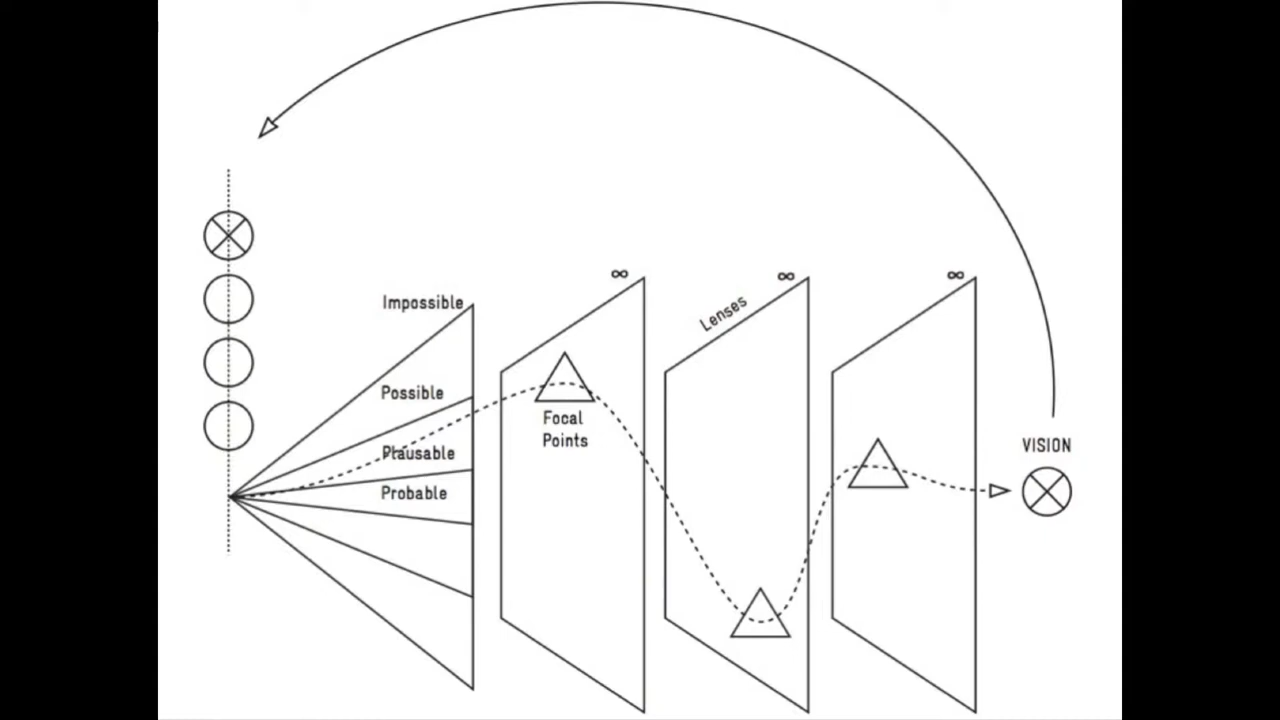 ∞
∞
∞
Impossible
Lenses
Possible
Focal
Points
Plausable
Probable
VISION